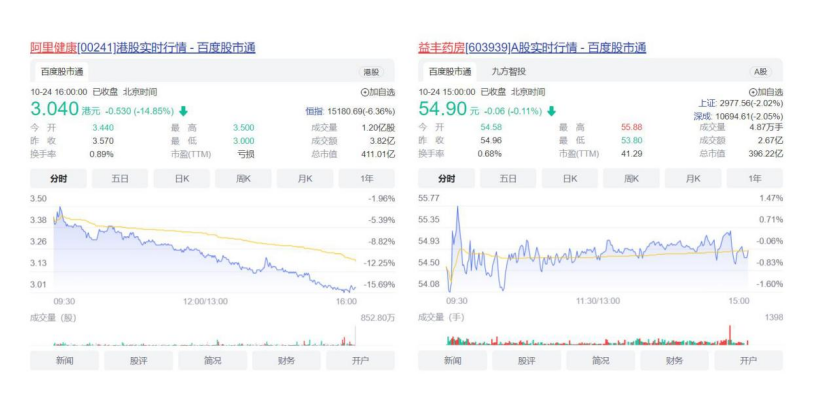 阿里健康[00241]港股实时行情 - 百度股市通
百度股市通 港股
10-24 16:00:00 已收盘 北京时间 加自选
3.040 港元 -0.530 (-14.85%) 恒指: 15180.69(-6.36%)
今 开 3.440 最 高 3.500 成交量 1.20亿股
昨 收 3.570 最 低 3.000 成交额 3.82亿
换手率 0.89% 市盈(TTM) 亏损 总市值 411.01亿
分时 五日 日K 周K 月K 1年
3.50 -1.96%
3.38 -5.39%
3.26 -8.82%
3.13 -12.25%
3.01 -15.69%
09:30 12:00/13:00 16:00
成交量（股） 852.80万
新闻 股评 简况 财务 开户
益丰药房[603939]A股实时行情 - 百度股市通
百度股市通 九方智投 A股
10-24 15:00:00 已收盘 北京时间 加自选
54.90 元 -0.06 (-0.11%) 上证: 2977.56(-2.02%)
深成: 10694.61(-2.05%)
今 开 54.58 最 高 55.88 成交量 4.87万手
昨 收 54.96 最 低 53.80 成交额 2.67亿
换手率 0.68% 市盈(TTM) 41.29 总市值 396.22亿
分时 五日 日K 周K 月K 1年
55.77 1.47%
55.35 0.71%
54.93 -0.06%
54.50 -0.83%
54.08 -1.60%
09:30 11:30/13:00 15:00
成交量（手） 1398
新闻 股评 简况 财务 开户